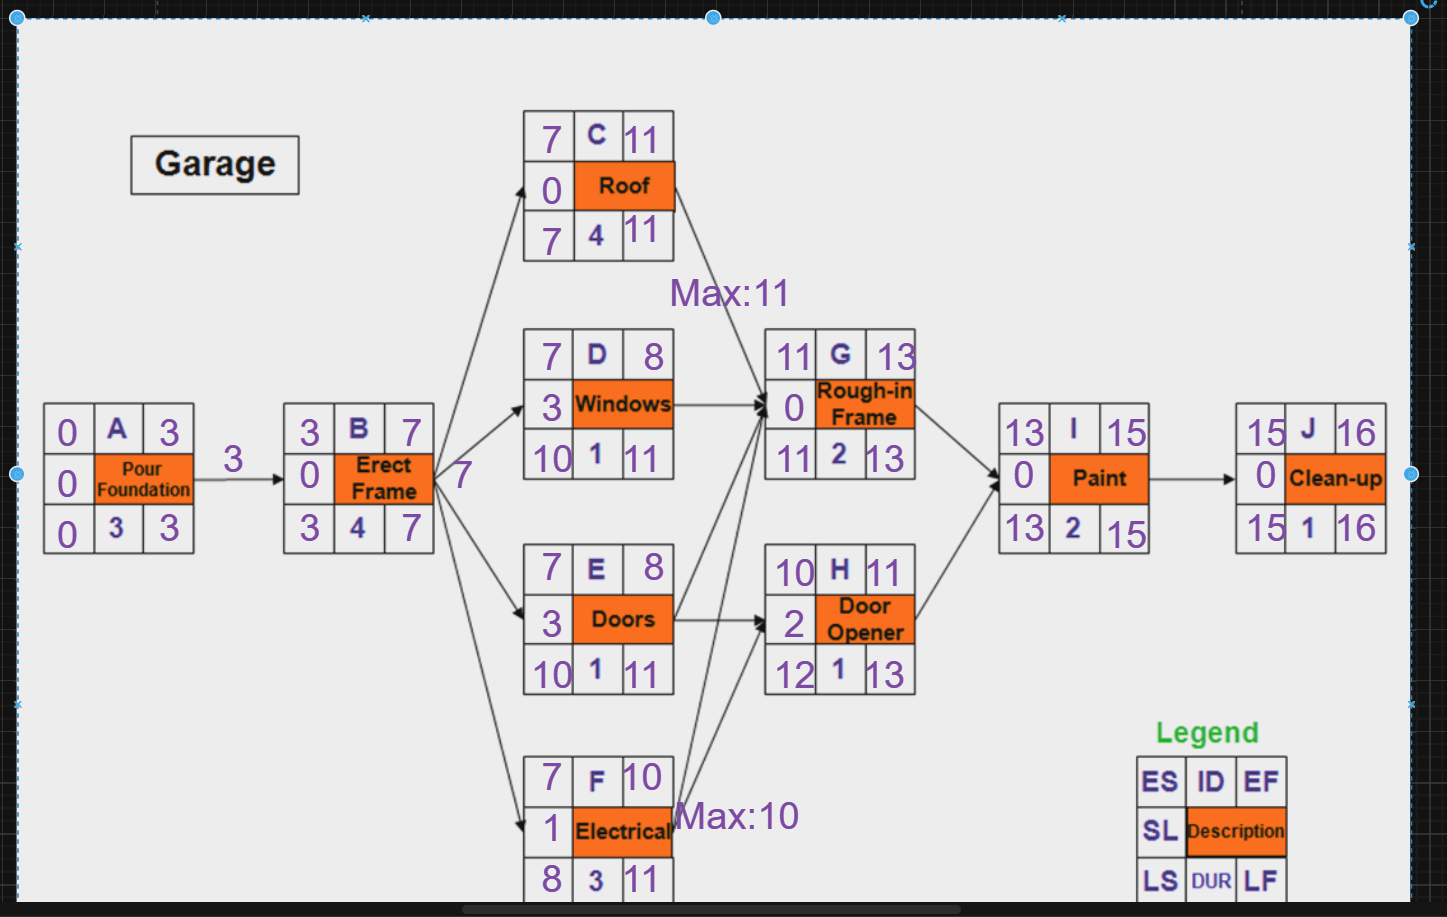 Garage
7 C 11
0 Roof
7 4 11
Max:11
7 D 8
3 Windows
10 1 11
11 G 13
0 Rough-in Frame
11 2 13
0 A 3
0 Pour Foundation
0 3 3
3
3 B 7
0 Erect Frame
3 4 7
7
13 I 15
0 Paint
13 2 15
15 J 16
0 Clean-up
15 1 16
7 E 8
3 Doors
10 1 11
10 H 11
2 Door Opener
12 1 13
7 F 10
1 Electrical
8 3 11
Max:10
Legend
ES ID EF
SL Description
LS DUR LF